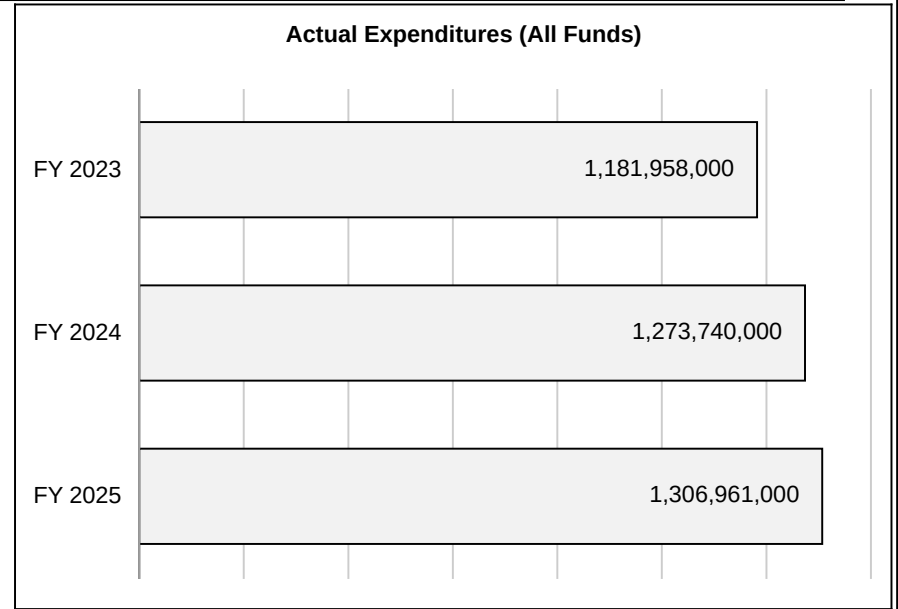 Actual Expenditures (All Funds)
FY 2023 1,181,958,000
FY 2024 1,273,740,000
FY 2025 1,306,961,000